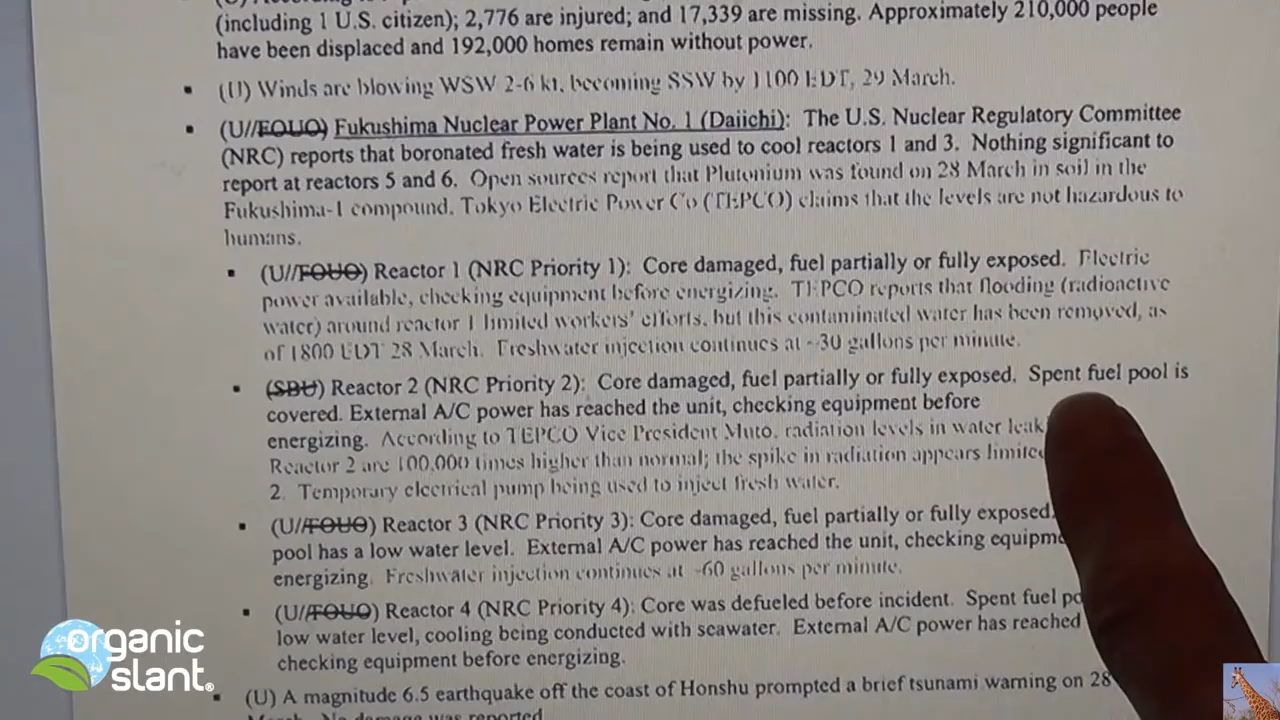 (including 1 U.S. citizen); 2,776 are injured; and 17,339 are missing. Approximately 210,000 people
have been displaced and 192,000 homes remain without power.
▪ (U) Winds are blowing WSW 2-6 kt, becoming SSW by 1100 EDT, 29 March.
▪ (U//FOUO) Fukushima Nuclear Power Plant No. 1 (Daiichi): The U.S. Nuclear Regulatory Committee
(NRC) reports that boronated fresh water is being used to cool reactors 1 and 3. Nothing significant to
report at reactors 5 and 6. Open sources report that Plutonium was found on 28 March in soil in the
Fukushima-1 compound. Tokyo Electric Power Co (TEPCO) claims that the levels are not hazardous to
humans.
▪ (U//FOUO) Reactor 1 (NRC Priority 1): Core damaged, fuel partially or fully exposed. Electric
power available, checking equipment before energizing. TEPCO reports that flooding (radioactive
water) around reactor 1 limited workers' efforts, but this contaminated water has been removed, as
of 1800 EDT 28 March. Freshwater injection continues at ~30 gallons per minute.
▪ (SBU) Reactor 2 (NRC Priority 2): Core damaged, fuel partially or fully exposed. Spent fuel pool is
covered. External A/C power has reached the unit, checking equipment before
energizing. According to TEPCO Vice President Muto, radiation levels in water
Reactor 2 are 100,000 times higher than normal; the spike in radiation appears
2. Temporary electrical pump being used to inject fresh water.
▪ (U//FOUO) Reactor 3 (NRC Priority 3): Core damaged, fuel partially or fully exposed.
pool has a low water level. External A/C power has reached the unit, checking
energizing. Freshwater injection continues at ~60 gallons per minute.
▪ (U//FOUO) Reactor 4 (NRC Priority 4): Core was defueled before incident. Spent fuel
low water level, cooling being conducted with seawater. External A/C power has reached
checking equipment before energizing.
▪ (U) A magnitude 6.5 earthquake off the coast of Honshu prompted a brief tsunami warning on 28
March. No damage was reported
organic
slant®